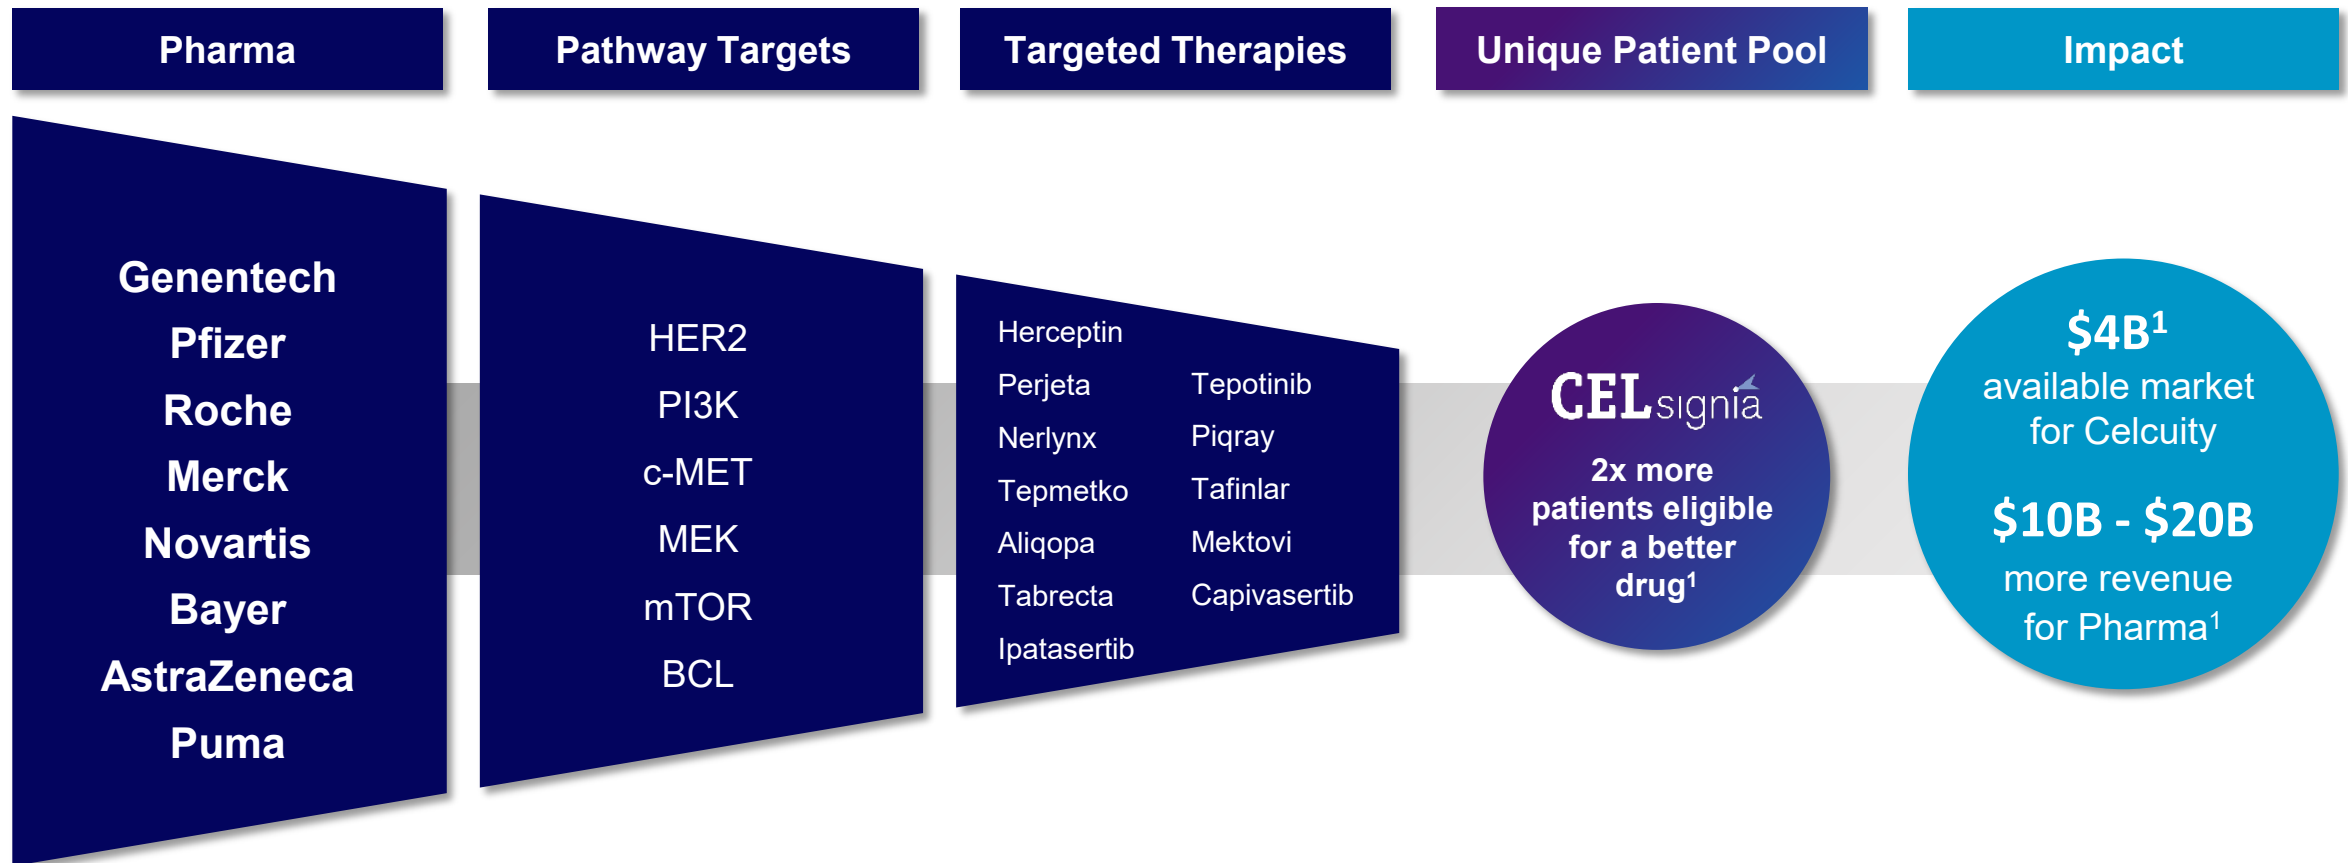 Pharma
Pathway Targets
Targeted Therapies
Unique Patient Pool
Impact
Genentech
Pfizer
Roche
Merck
Novartis
Bayer
AstraZeneca
Puma
HER2
PI3K
c-MET
MEK
mTOR
BCL
Herceptin
Perjeta
Nerlynx
Tepmetko
Aliqopa
Tabrecta
Ipatasertib
Tepotinib
Piqray
Tafinlar
Mektovi
Capivasertib
CELsignia
2x more
patients eligible
for a better
drug¹
$4B¹
available market
for Celcuity
$10B - $20B
more revenue
for Pharma¹